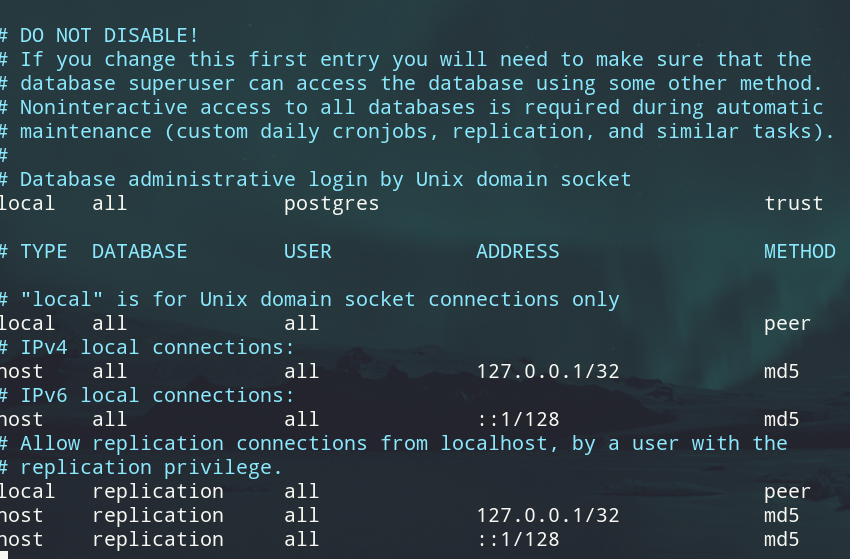 # DO NOT DISABLE!
# If you change this first entry you will need to make sure that the
# database superuser can access the database using some other method.
# Noninteractive access to all databases is required during automatic
# maintenance (custom daily cronjobs, replication, and similar tasks).
#
# Database administrative login by Unix domain socket
local   all             postgres                                trust
# TYPE  DATABASE        USER            ADDRESS                 METHOD
# "local" is for Unix domain socket connections only
local   all             all                                     peer
# IPv4 local connections:
host    all             all             127.0.0.1/32            md5
# IPv6 local connections:
host    all             all             ::1/128                 md5
# Allow replication connections from localhost, by a user with the
# replication privilege.
local   replication     all                                     peer
host    replication     all             127.0.0.1/32            md5
host    replication     all             ::1/128                 md5